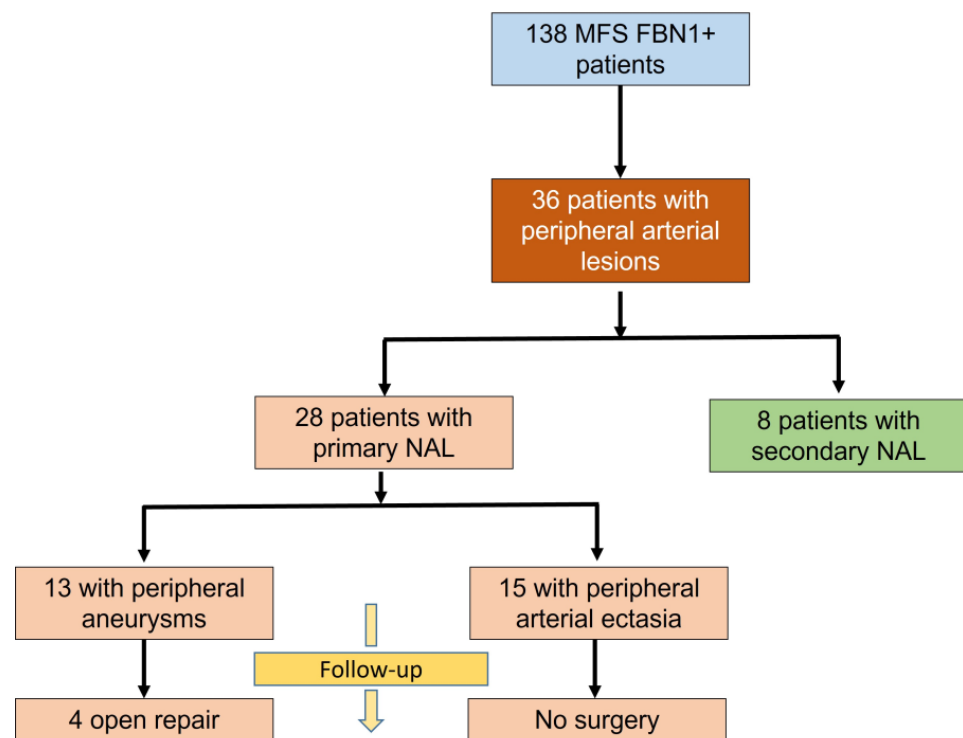 138 MFS FBN1+
patients
36 patients with
peripheral arterial
lesions
28 patients with
primary NAL
8 patients with
secondary NAL
13 with peripheral
aneurysms
15 with peripheral
arterial ectasia
Follow-up
4 open repair
No surgery